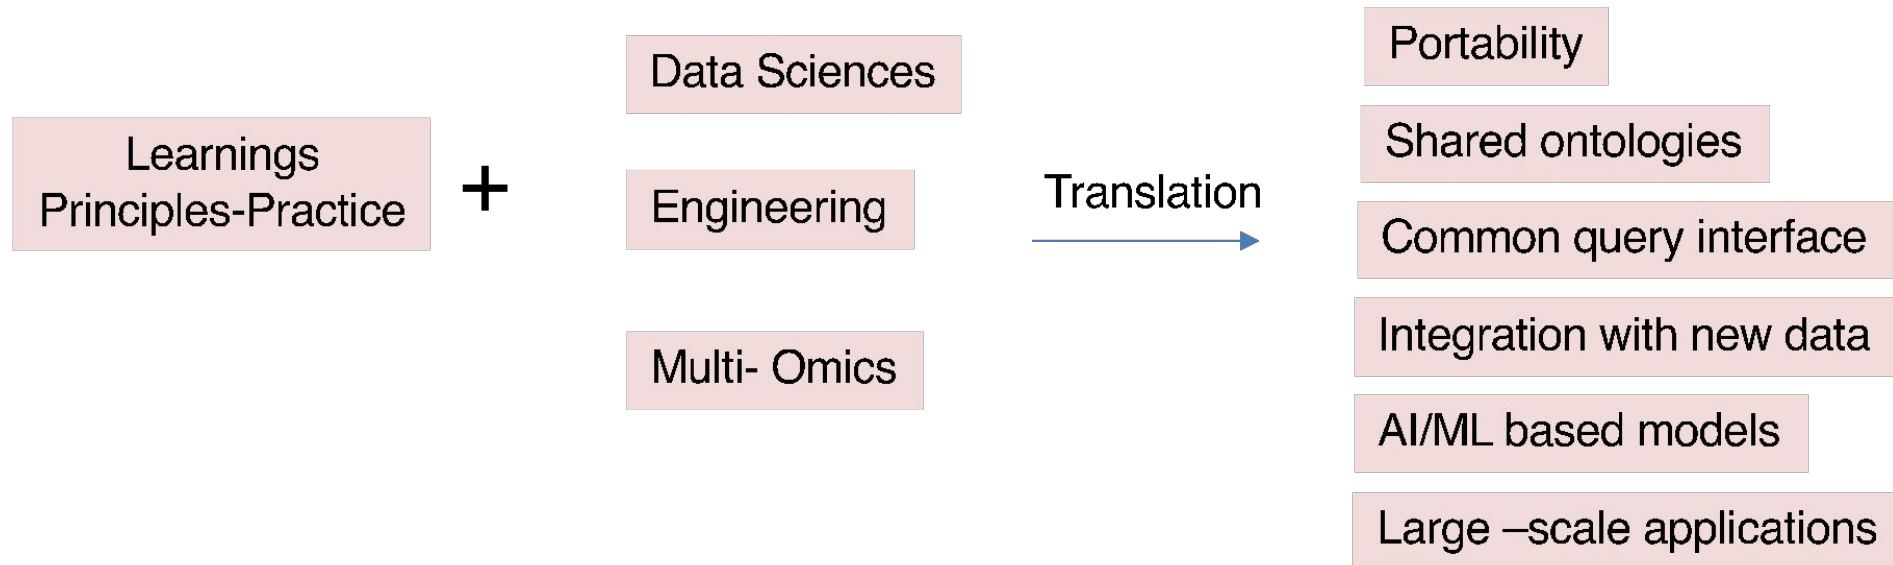 Learnings
Principles-Practice
+
Data Sciences
Engineering
Multi- Omics
Translation
Portability
Shared ontologies
Common query interface
Integration with new data
AI/ML based models
Large –scale applications